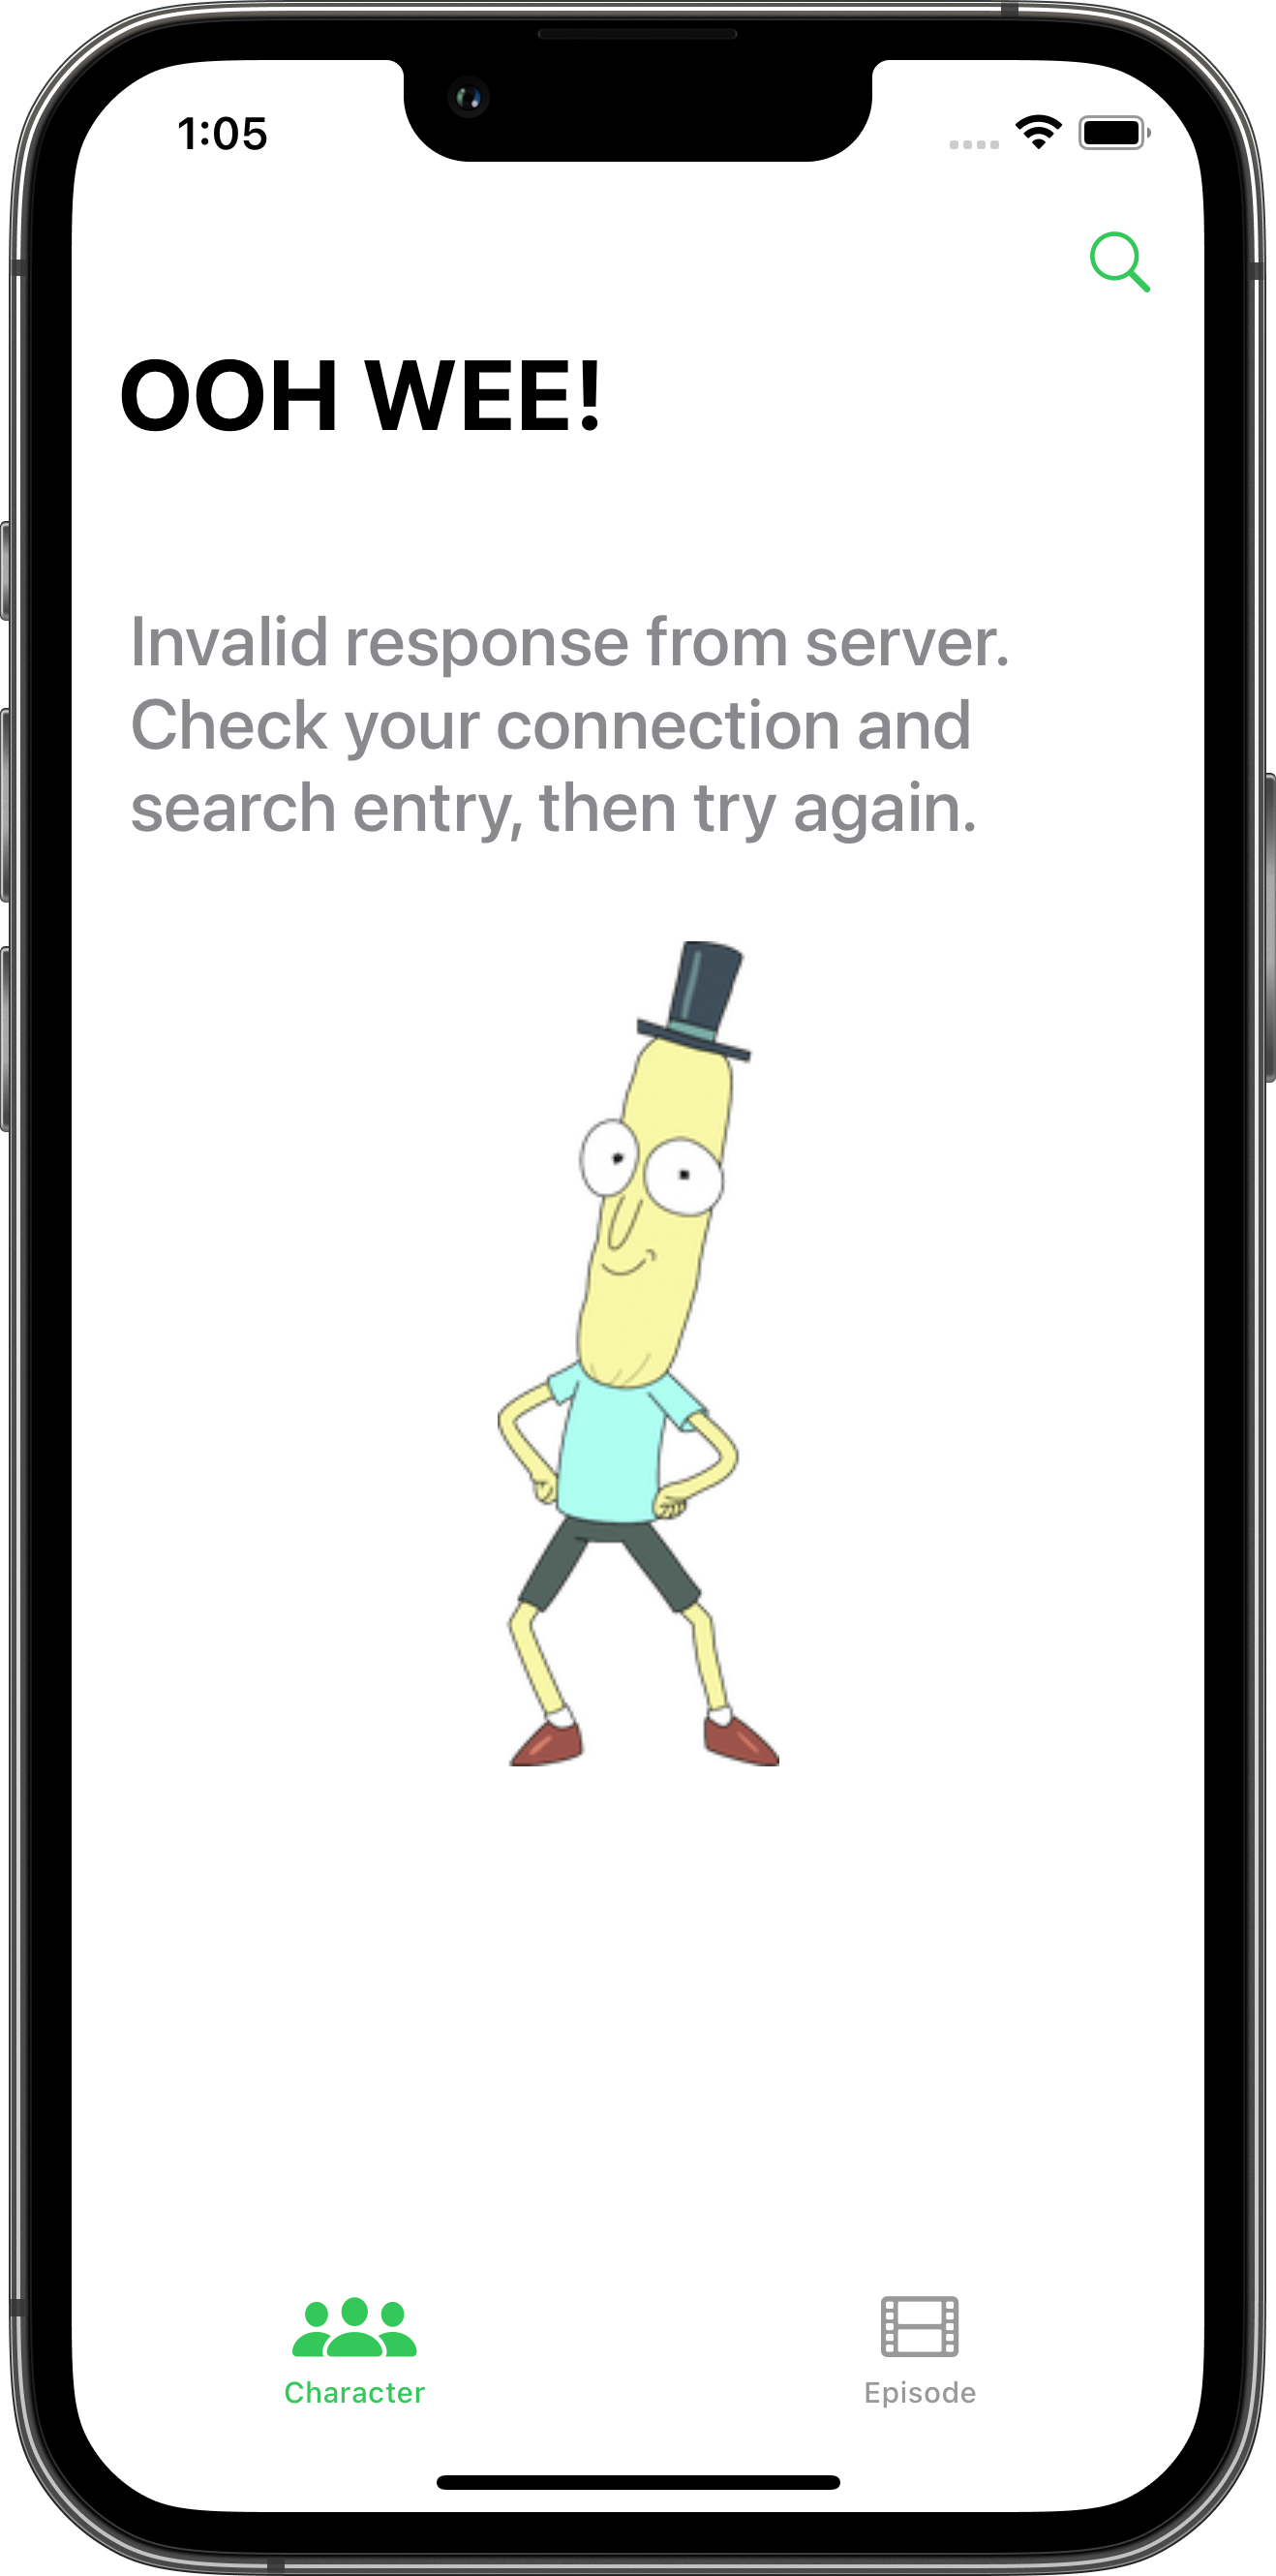 1:05
OOH WEE!
Invalid response from server.
Check your connection and
search entry, then try again.
Character
Episode